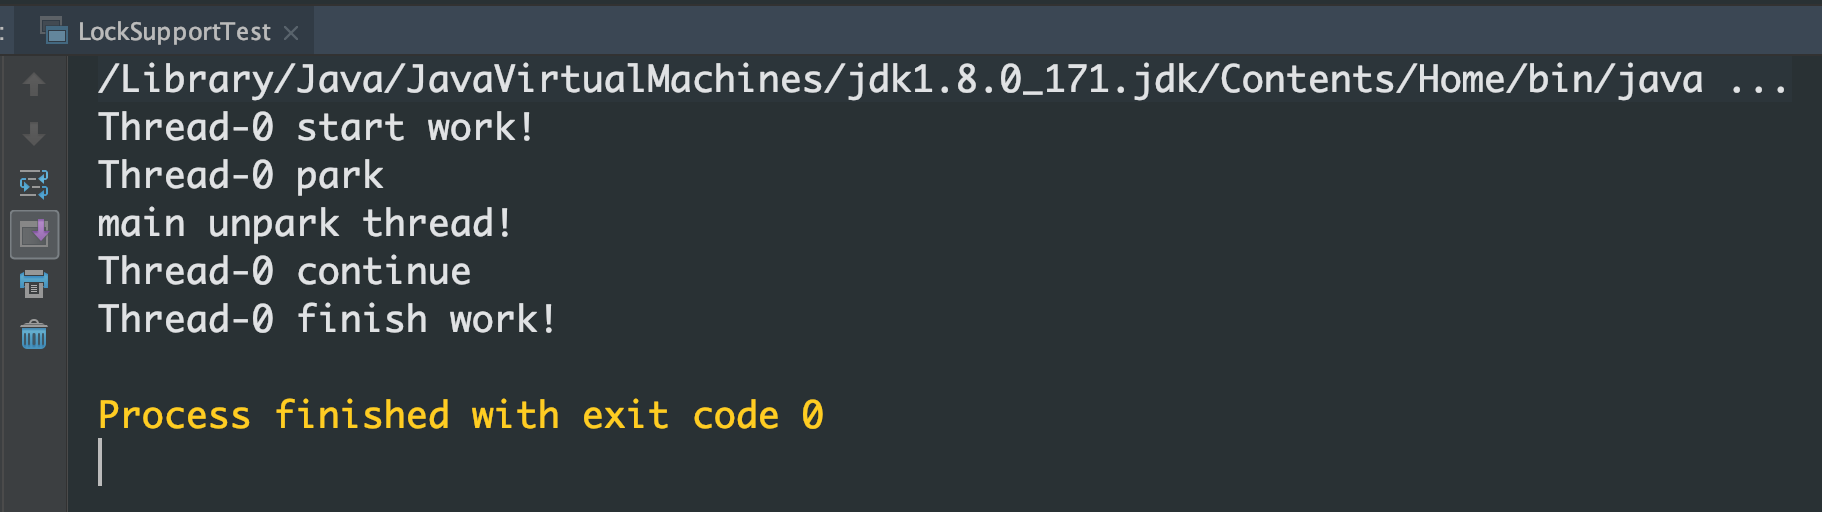 : LockSupportTest
/Library/Java/JavaVirtualMachines/jdk1.8.0_171.jdk/Contents/Home/bin/java ...
Thread-0 start work!
Thread-0 park
main unpark thread!
Thread-0 continue
Thread-0 finish work!
Process finished with exit code 0